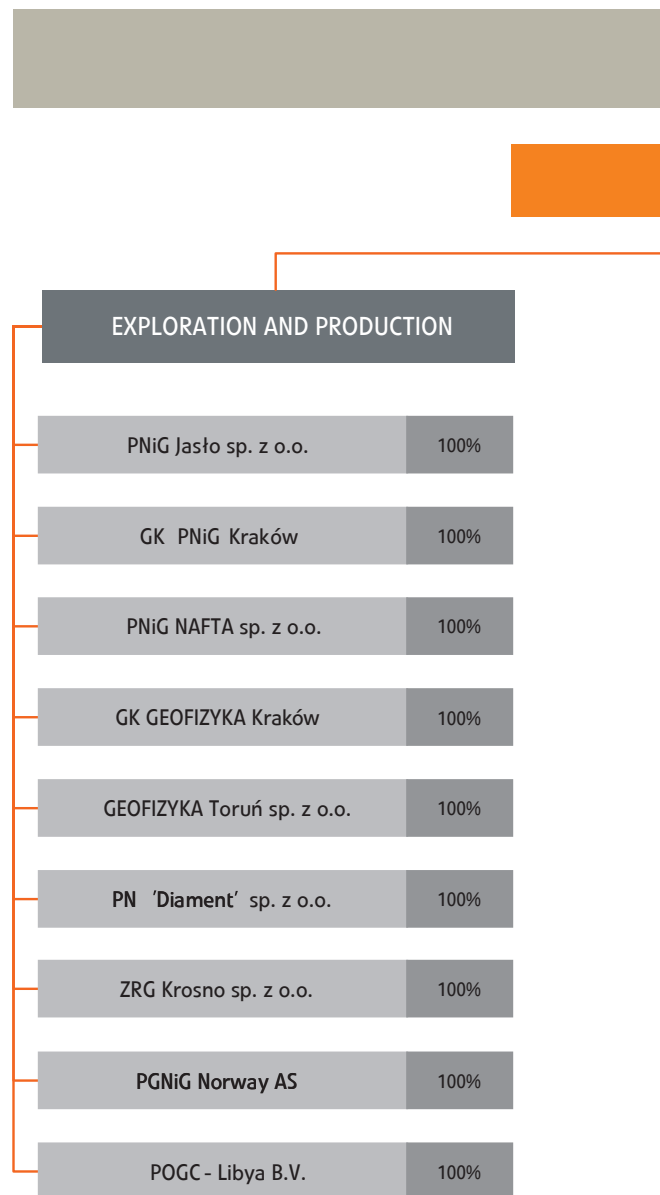 EXPLORATION AND PRODUCTION
PNiG Jasło sp. z o.o. 100%
GK PNiG Kraków 100%
PNiG NAFTA sp. z o.o. 100%
GK GEOFIZYKA Kraków 100%
GEOFIZYKA Toruń sp. z o.o. 100%
PN 'Diament' sp. z o.o. 100%
ZRG Krosno sp. z o.o. 100%
PGNiG Norway AS 100%
POGC - Libya B.V. 100%